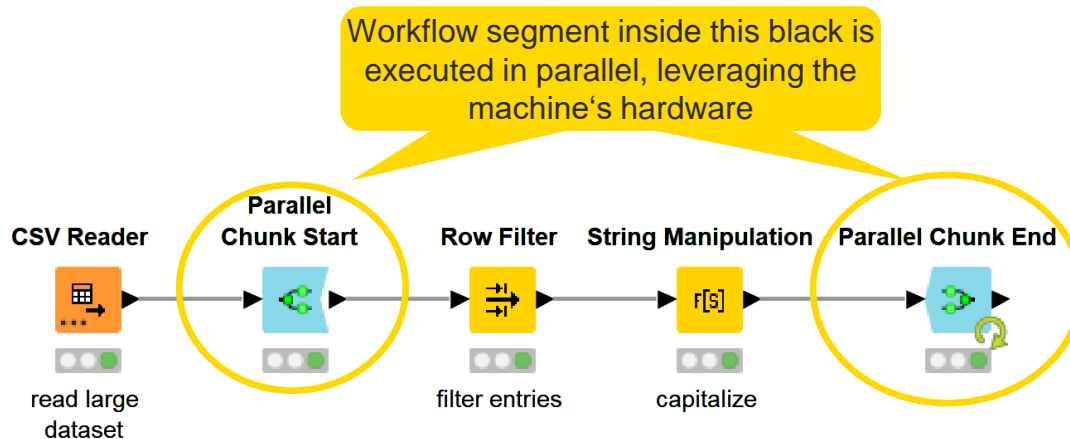 Workflow segment inside this black is
executed in parallel, leveraging the
machine‘s hardware
CSV Reader
Parallel
Chunk Start
Row Filter
String Manipulation
Parallel Chunk End
F[S]
read large
dataset
filter entries
capitalize